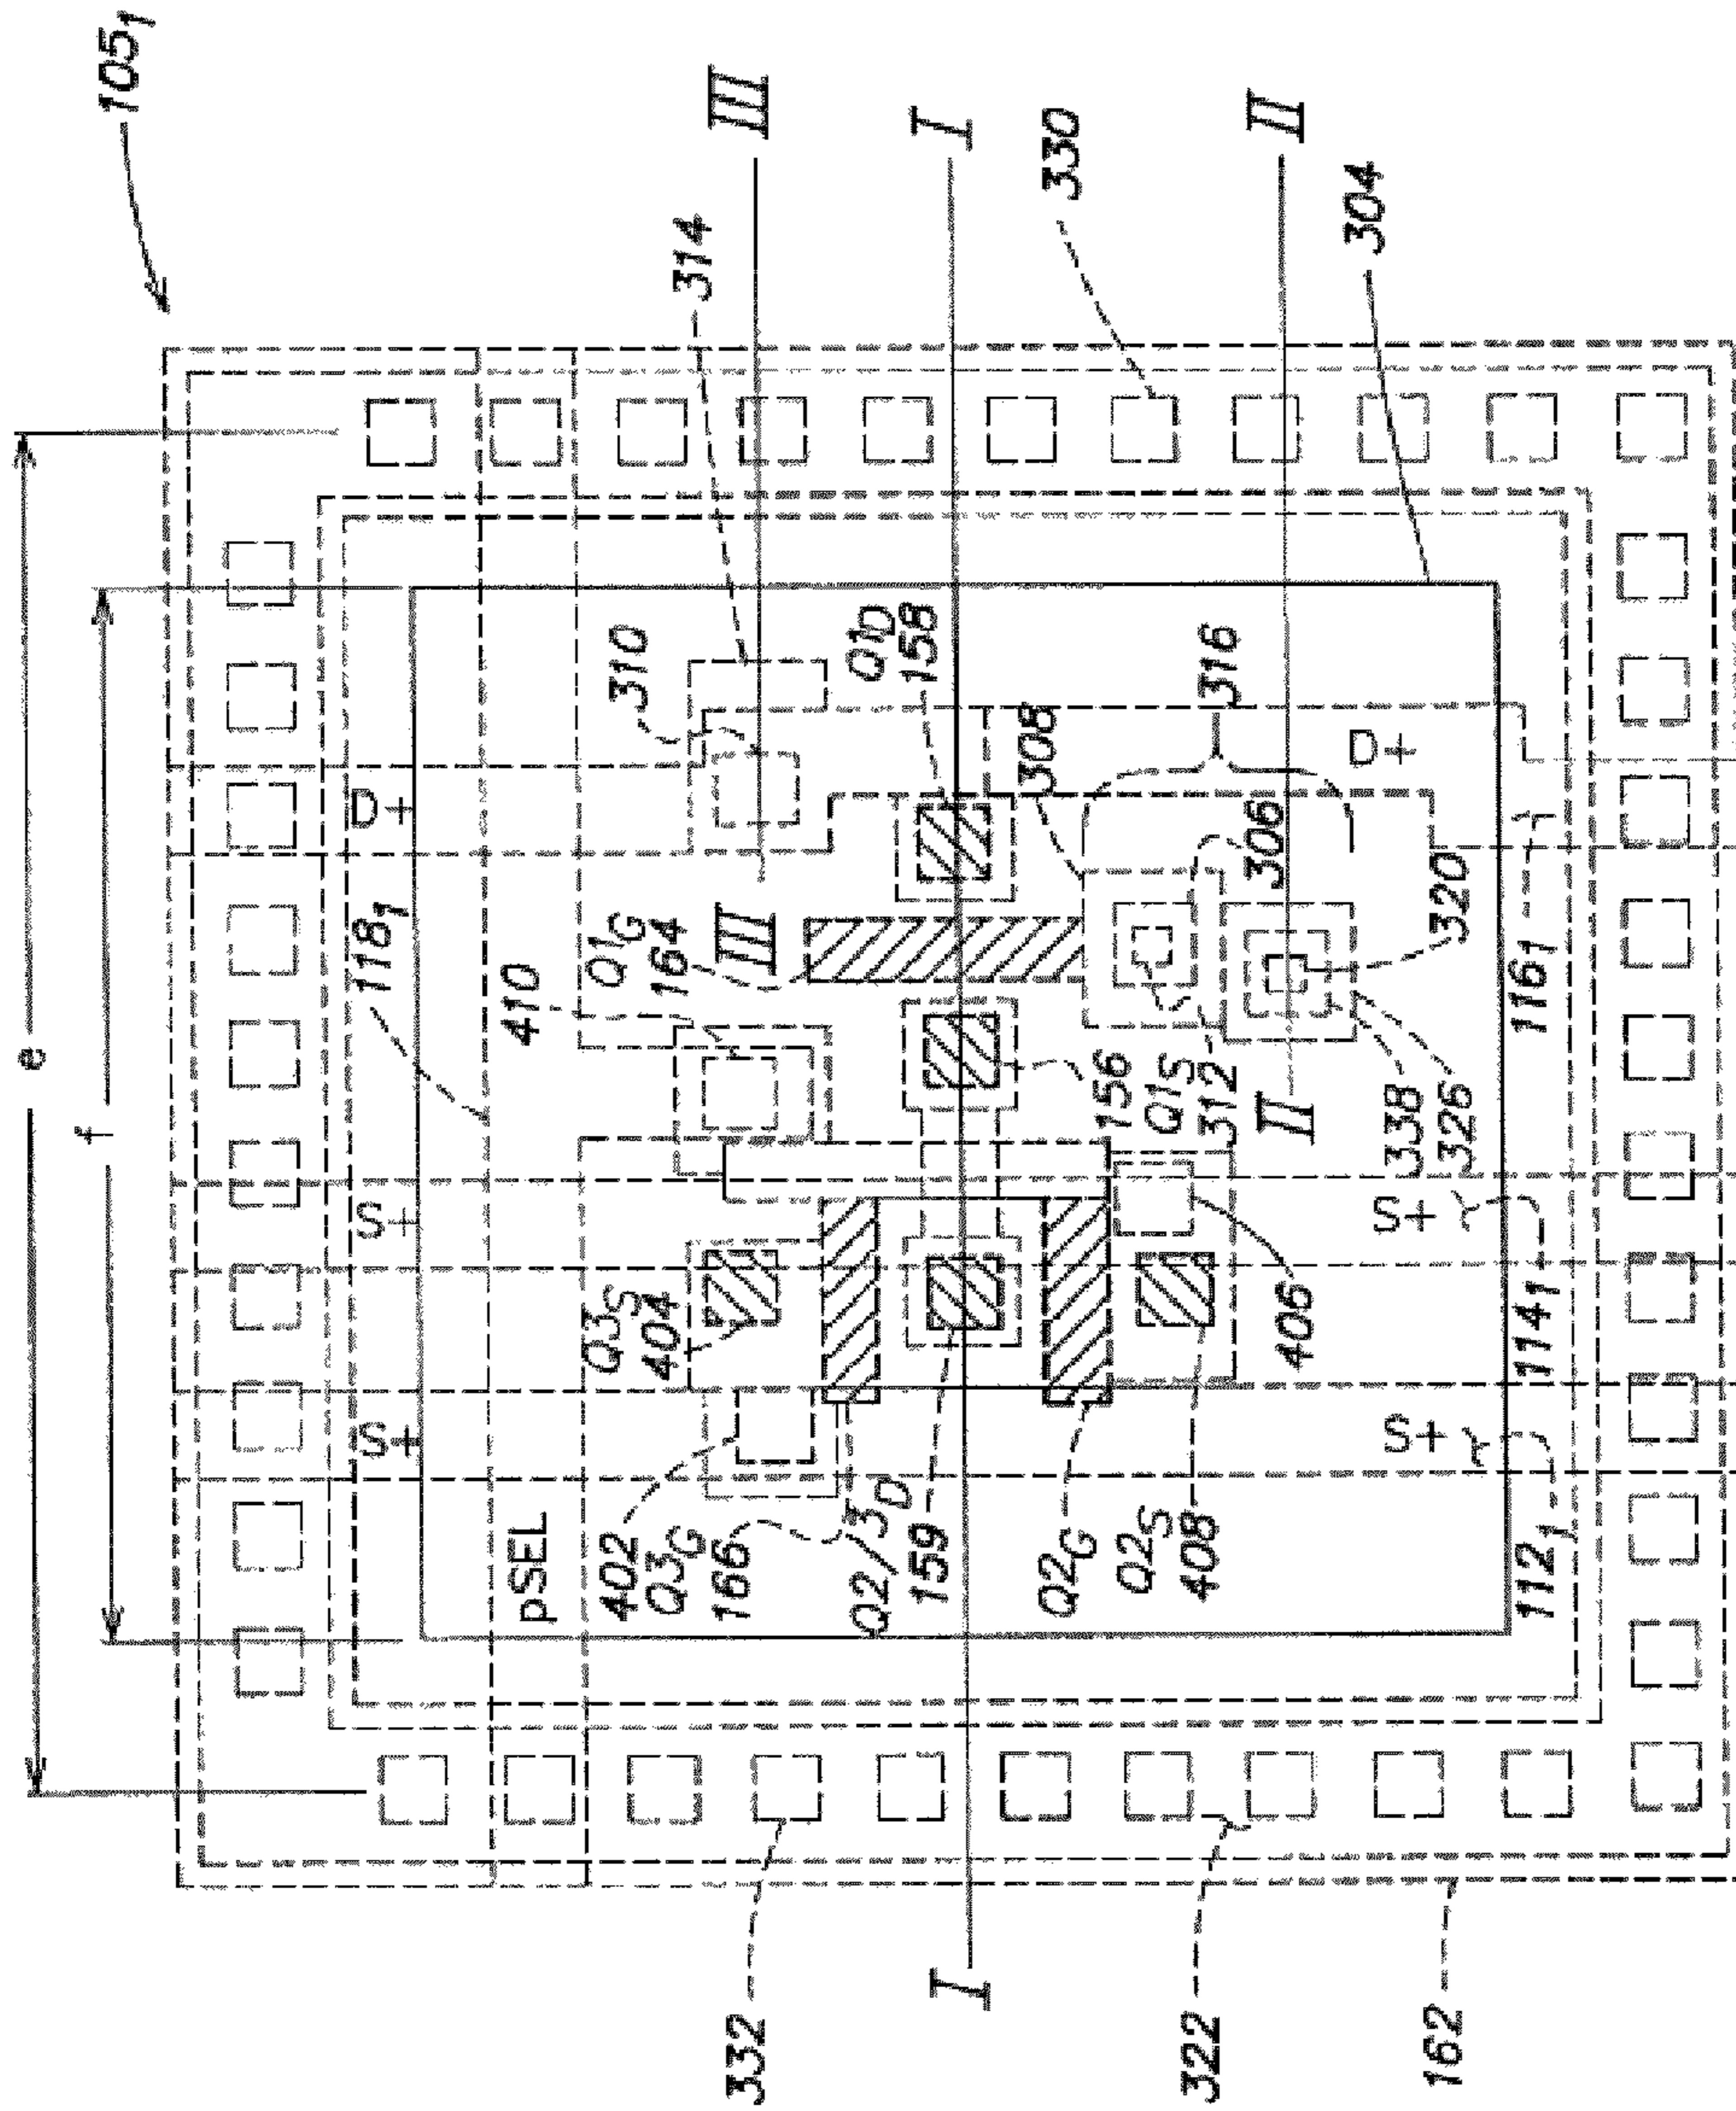 105₁
III
I
II
330
304
314
e
f
310
Q1D
158
308
316
D+
D+
306
320
118₁
410
Q1G
164
III
116₁
156
Q1S
312
II
338
326
S+
S+
Q3S
404
406
114₁
S+
S+
pSEL
402
Q3G
166
Q2/3D
159
Q2G
Q2S
408
112₁
I
332
322
162